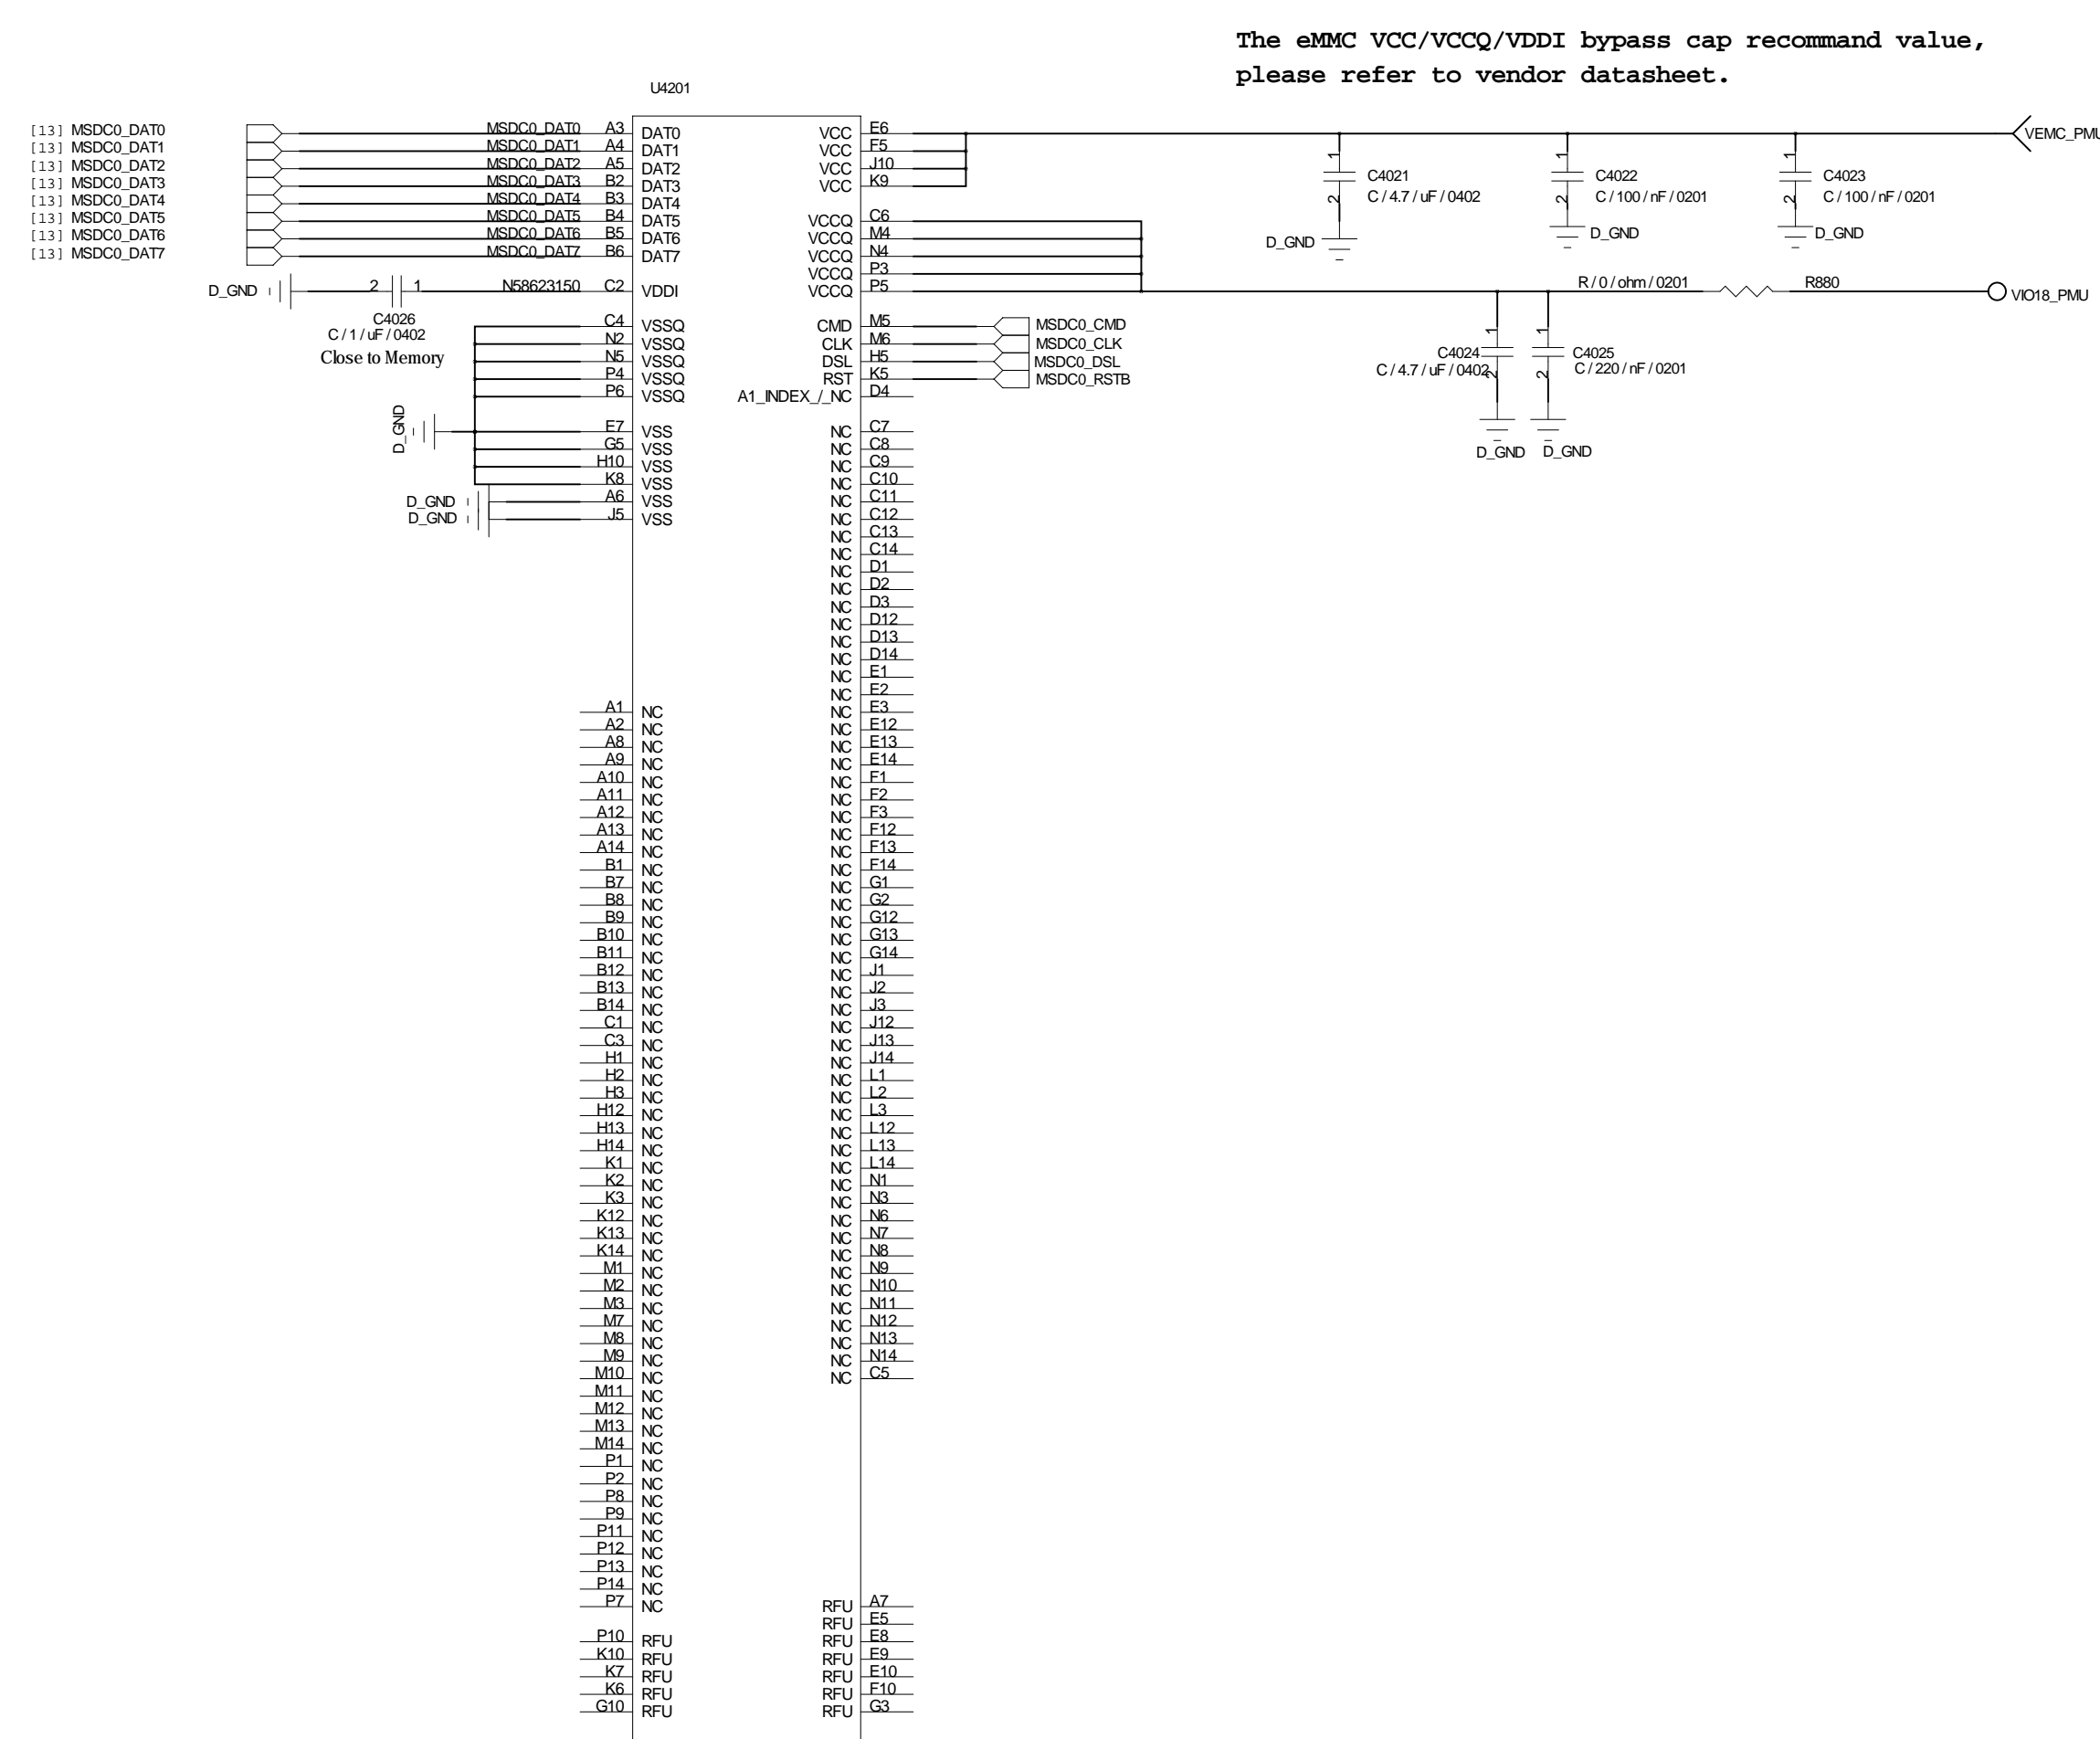 The eMMC VCC/VCCQ/VDDI bypass cap recommand value,
please refer to vendor datasheet.
U4201
[13] MSDC0_DAT0 MSDC0_DAT0 A3 DAT0
[13] MSDC0_DAT1 MSDC0_DAT1 A4 DAT1
[13] MSDC0_DAT2 MSDC0_DAT2 A5 DAT2
[13] MSDC0_DAT3 MSDC0_DAT3 B2 DAT3
[13] MSDC0_DAT4 MSDC0_DAT4 B3 DAT4
[13] MSDC0_DAT5 MSDC0_DAT5 B4 DAT5
[13] MSDC0_DAT6 MSDC0_DAT6 B5 DAT6
[13] MSDC0_DAT7 MSDC0_DAT7 B6 DAT7
D_GND 2 1 N58623150 C2 VDDI
C4026
C / 1 / uF / 0402
Close to Memory
C4 VSSQ
N2 VSSQ
N5 VSSQ
P4 VSSQ
P6 VSSQ
D_GND
E7 VSS
G5 VSS
H10 VSS
K8 VSS
D_GND A6 VSS
D_GND J5 VSS
A1 NC
A2 NC
A8 NC
A9 NC
A10 NC
A11 NC
A12 NC
A13 NC
A14 NC
B1 NC
B7 NC
B8 NC
B9 NC
B10 NC
B11 NC
B12 NC
B13 NC
B14 NC
C1 NC
C3 NC
H1 NC
H2 NC
H3 NC
H12 NC
H13 NC
H14 NC
K1 NC
K2 NC
K3 NC
K12 NC
K13 NC
K14 NC
M1 NC
M2 NC
M3 NC
M7 NC
M8 NC
M9 NC
M10 NC
M11 NC
M12 NC
M13 NC
M14 NC
P1 NC
P2 NC
P8 NC
P9 NC
P11 NC
P12 NC
P13 NC
P14 NC
P7 NC
P10 RFU
K10 RFU
K7 RFU
K6 RFU
G10 RFU
VCC E6
VCC F5
VCC J10
VCC K9
VCCQ C6
VCCQ M4
VCCQ N4
VCCQ P3
VCCQ P5
CMD M5 MSDC0_CMD
CLK M6 MSDC0_CLK
DSL H5 MSDC0_DSL
RST K5 MSDC0_RSTB
A1_INDEX_/_NC D4
NC C7
NC C8
NC C9
NC C10
NC C11
NC C12
NC C13
NC C14
NC D1
NC D2
NC D3
NC D12
NC D13
NC D14
NC E1
NC E2
NC E3
NC E12
NC E13
NC E14
NC F1
NC F2
NC F3
NC F12
NC F13
NC F14
NC G1
NC G2
NC G12
NC G13
NC G14
NC J1
NC J2
NC J3
NC J12
NC J13
NC J14
NC L1
NC L2
NC L3
NC L12
NC L13
NC L14
NC N1
NC N3
NC N6
NC N7
NC N8
NC N9
NC N10
NC N11
NC N12
NC N13
NC N14
NC C5
RFU A7
RFU E5
RFU E8
RFU E9
RFU E10
RFU F10
RFU G3
VEMC_PMU
1
C4021
C / 4.7 / uF / 0402
2
D_GND
1
C4022
C / 100 / nF / 0201
2
D_GND
1
C4023
C / 100 / nF / 0201
2
D_GND
R / 0 / ohm / 0201 R880
VIO18_PMU
1
C4024
C / 4.7 / uF / 0402
2
D_GND
1
C4025
C / 220 / nF / 0201
2
D_GND